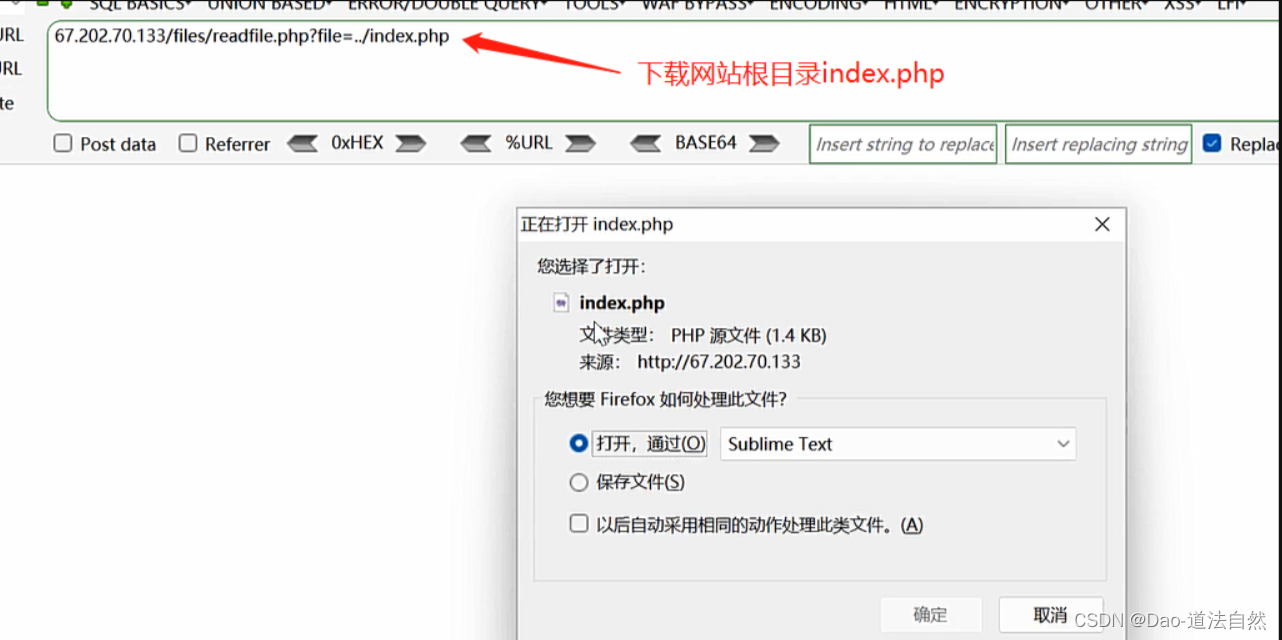 SQL BASICS▾ UNION BASED▾ ERROR/DOUBLE QUERY▾ TOOLS▾ WAF BYPASS▾ ENCODING▾ HTML▾ ENCRYPTION▾ OTHER▾ XSS▾ LFI▾
URL
67.202.70.133/files/readfile.php?file=../index.php
下载网站根目录index.php
URL
te
Post data Referrer 0xHEX %URL BASE64 Insert string to replace Insert replacing string Replac
正在打开 index.php
您选择了打开：
index.php
文件类型： PHP 源文件 (1.4 KB)
来源： http://67.202.70.133
您想要 Firefox 如何处理此文件?
打开，通过(O) Sublime Text
保存文件(S)
以后自动采用相同的动作处理此类文件。(A)
确定 取消
CSDN @Dao-道法自然